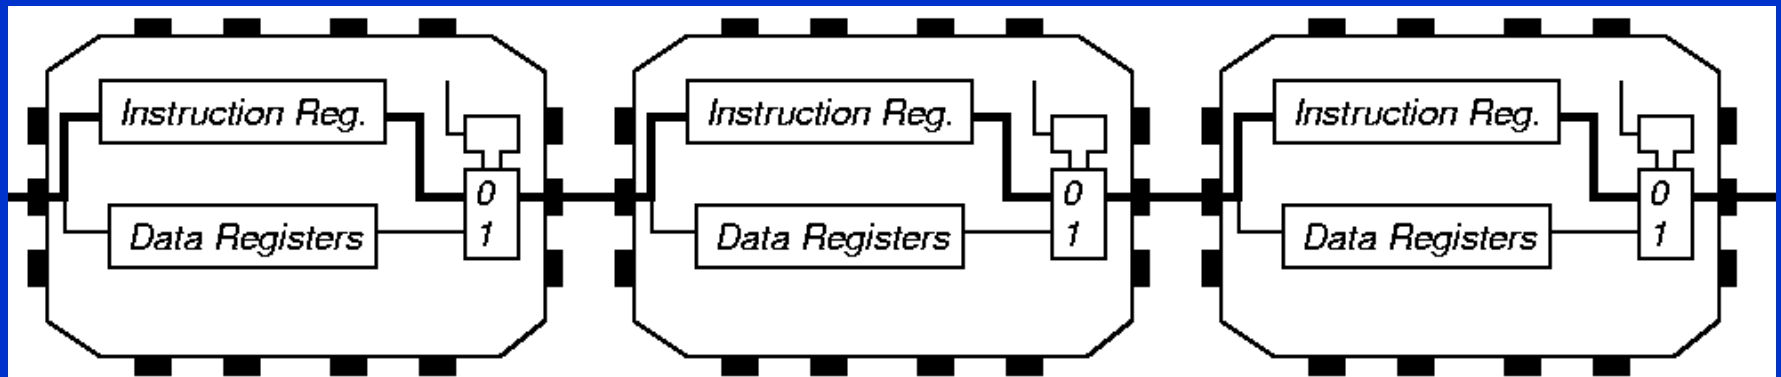 Instruction Reg.
0
1
Data Registers
Instruction Reg.
0
1
Data Registers
Instruction Reg.
0
1
Data Registers